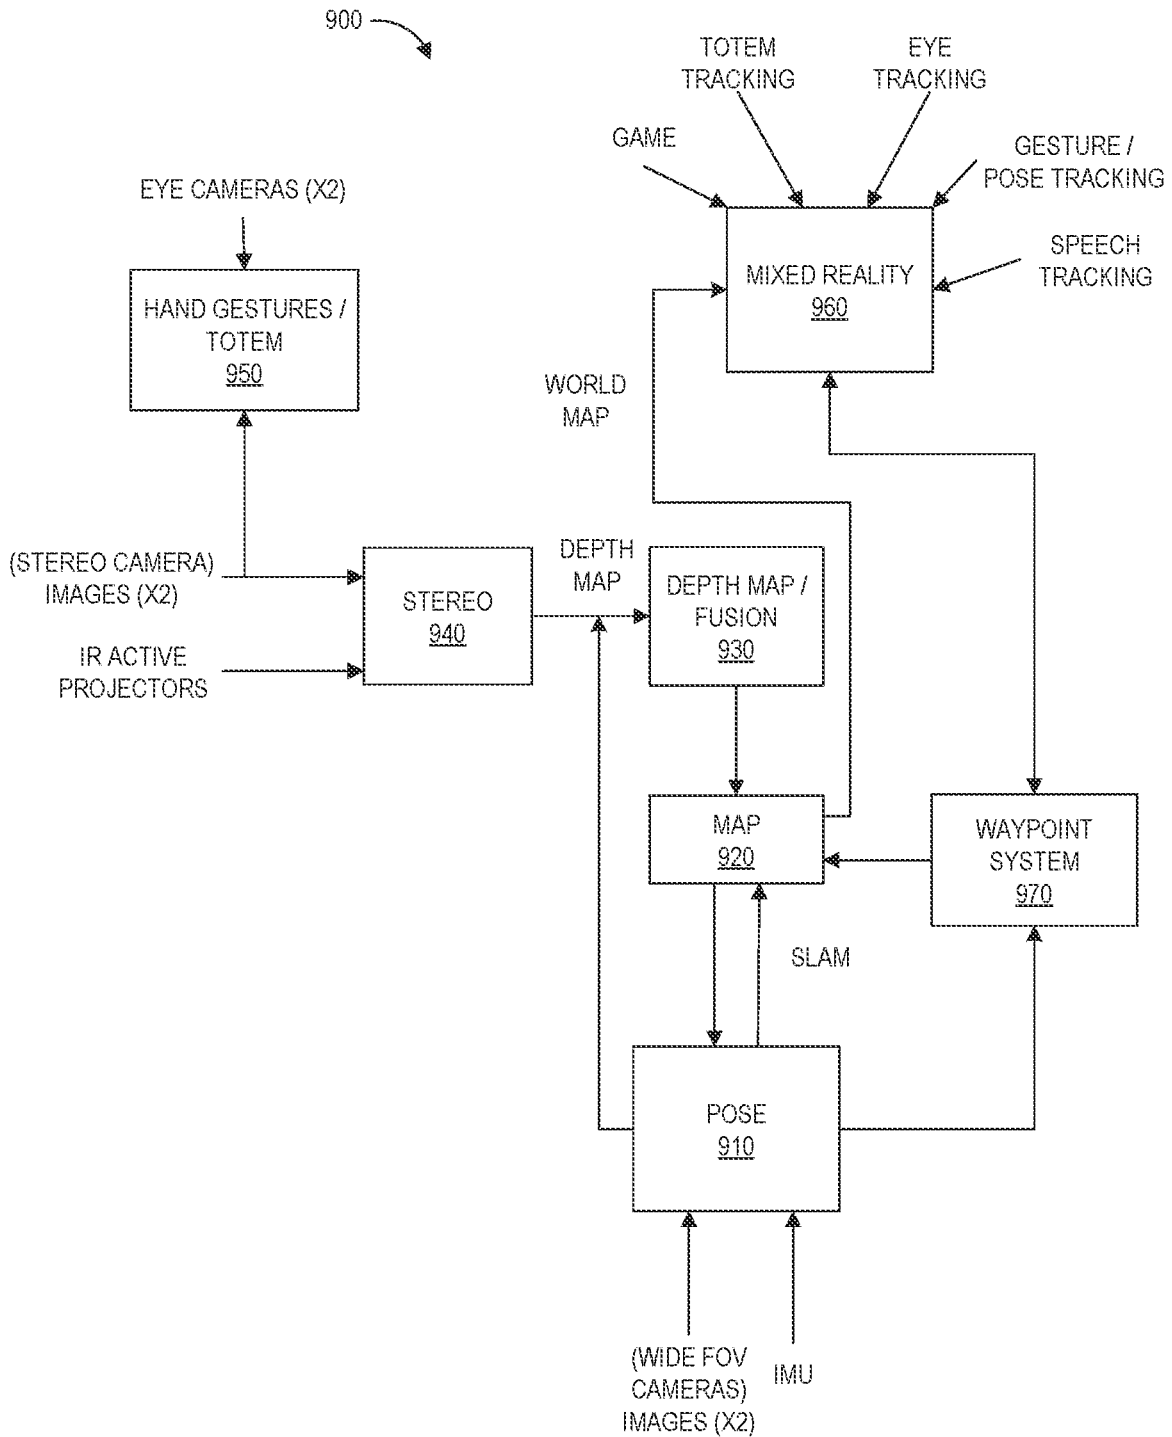 900
TOTEM
TRACKING
EYE
TRACKING
GAME
GESTURE /
POSE TRACKING
EYE CAMERAS (X2)
SPEECH
TRACKING
MIXED REALITY
960
HAND GESTURES /
TOTEM
950
WORLD
MAP
(STEREO CAMERA)
IMAGES (X2)
IR ACTIVE
PROJECTORS
STEREO
940
DEPTH
MAP
DEPTH MAP /
FUSION
930
MAP
920
WAYPOINT
SYSTEM
970
SLAM
POSE
910
(WIDE FOV
CAMERAS)
IMAGES (X2)
IMU